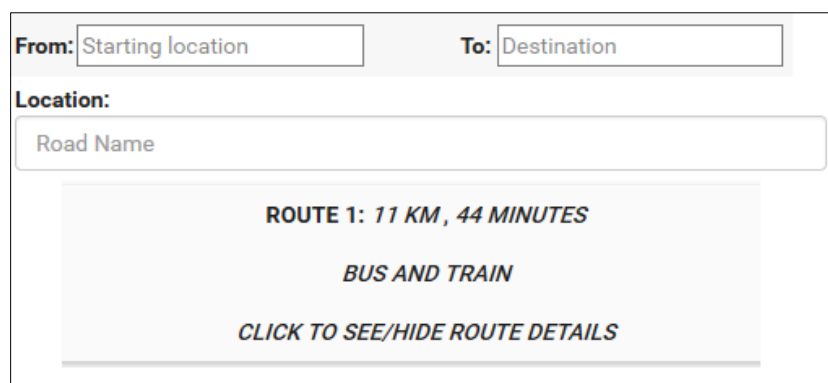 From: Starting location To: Destination
Location:
Road Name
ROUTE 1: 11 KM , 44 MINUTES
BUS AND TRAIN
CLICK TO SEE/HIDE ROUTE DETAILS